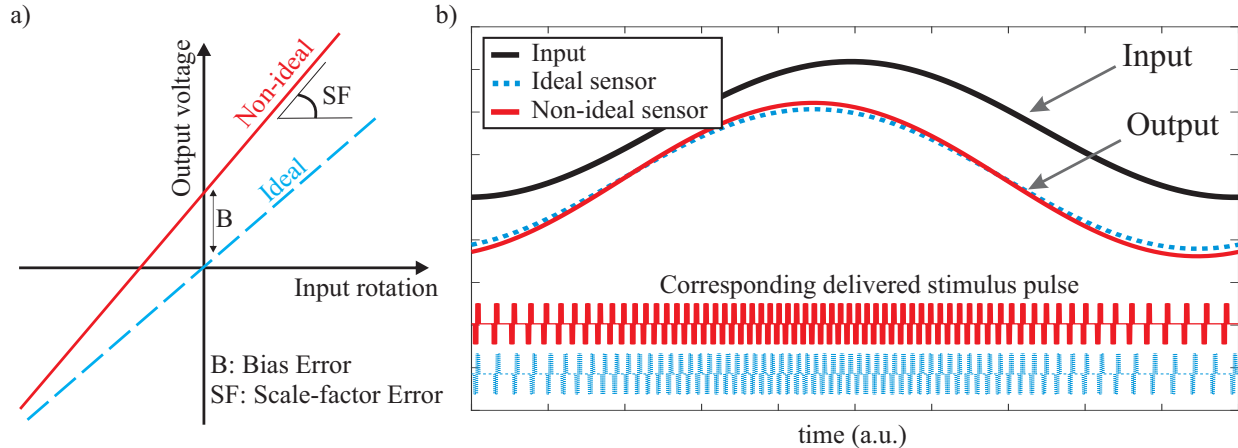 a)
Output voltage
Non-ideal
SF
Ideal
B
Input rotation
B: Bias Error
SF: Scale-factor Error
b)
Input
Ideal sensor
Non-ideal sensor
Input
Output
Corresponding delivered stimulus pulse
time (a.u.)